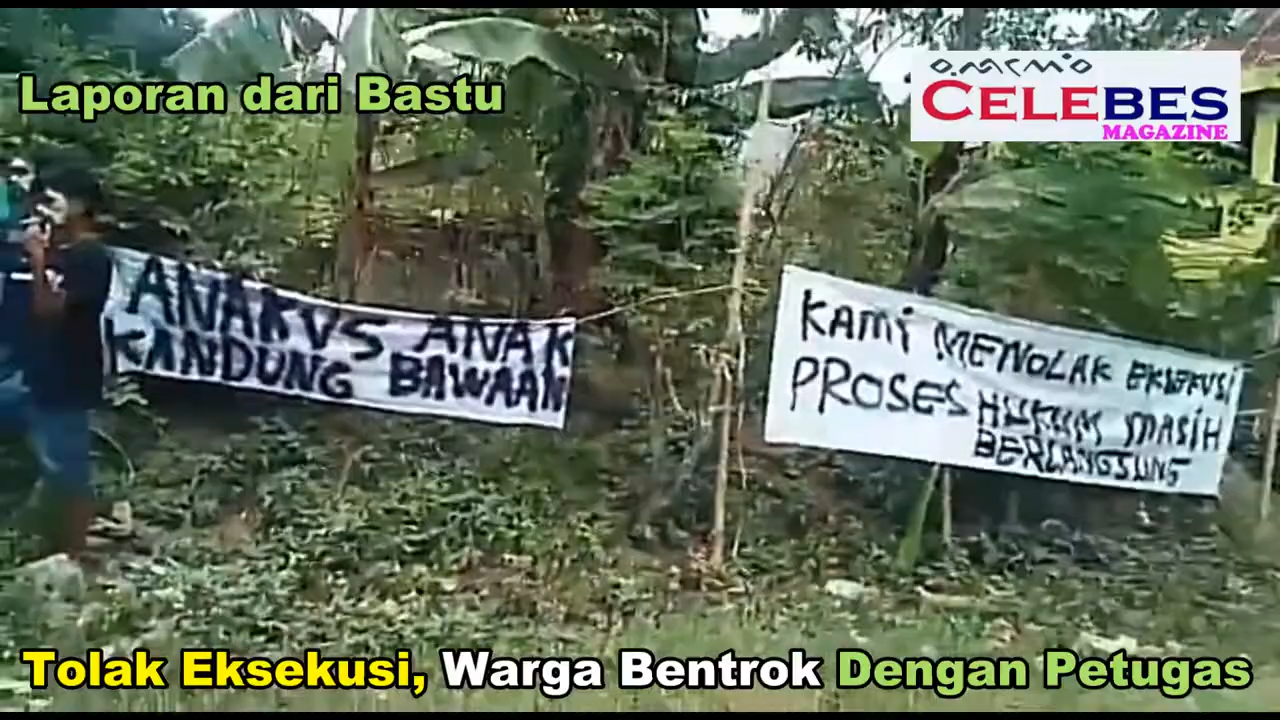 Laporan dari Bastu
CELEBES
MAGAZINE
ANAK VS ANAK
KANDUNG BAWAAN
KAMI MENOLAK EKSEKUSI
PROSES HUKUM MASIH
BERLANGSUNG
Tolak Eksekusi, Warga Bentrok Dengan Petugas